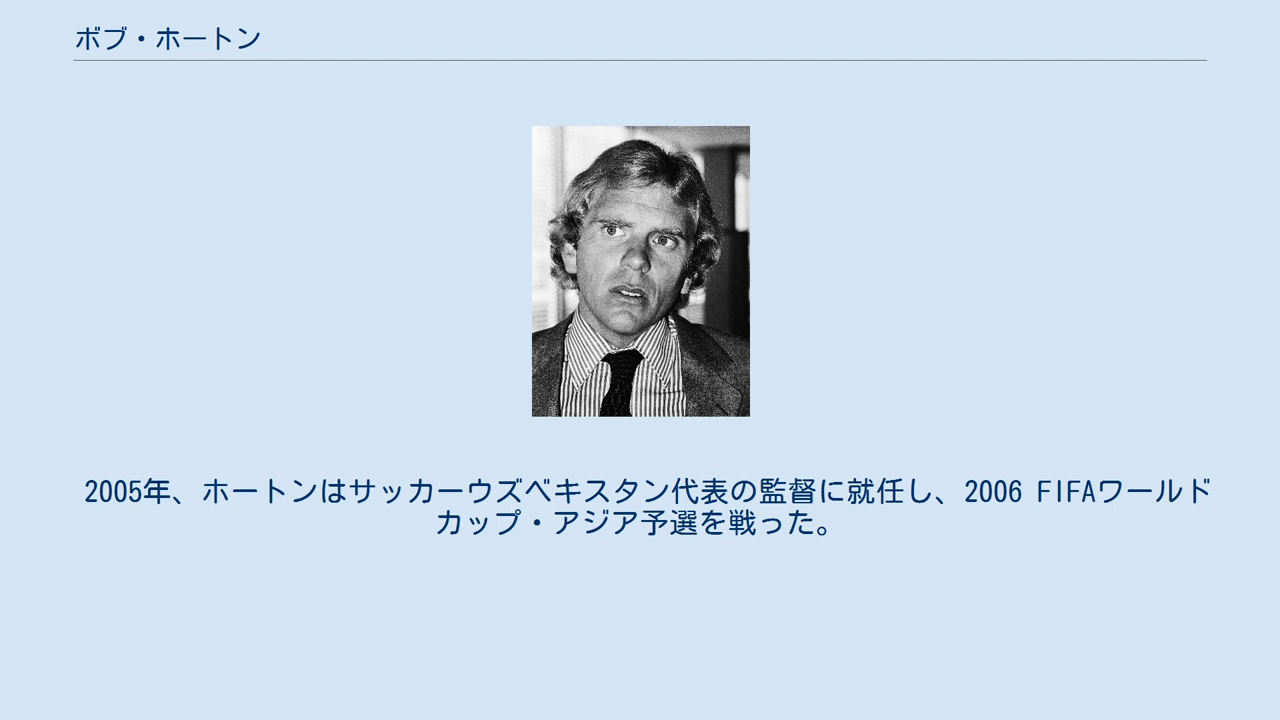 ボブ・ホートン
2005年、ホートンはサッカーウズベキスタン代表の監督に就任し、2006 FIFAワールド
カップ・アジア予選を戦った。